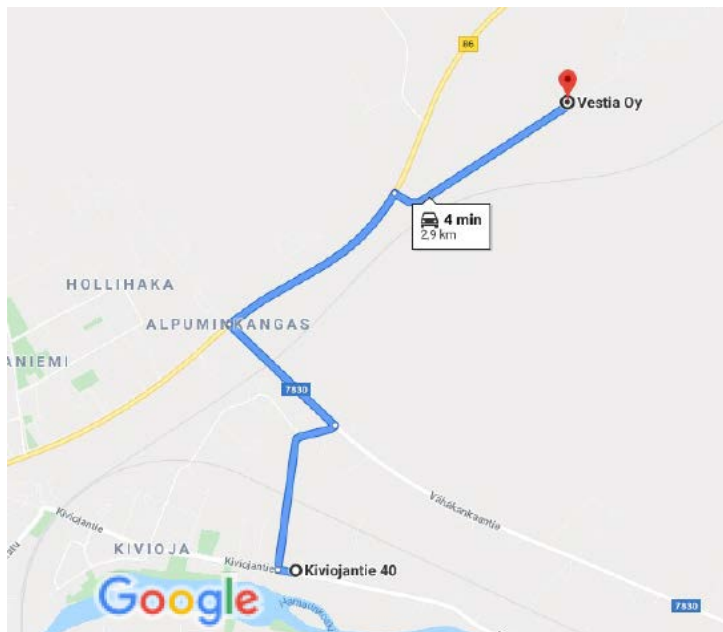 86
Vestia Oy
4 min
2,9 km
HOLLIHAKA
ALPUMINKANGAS
ANIEMI
7830
Vähäkankaantie
Kiviojantie
KIVIOJA
Kiviojantie
Kiviojantie 40
Google
7830